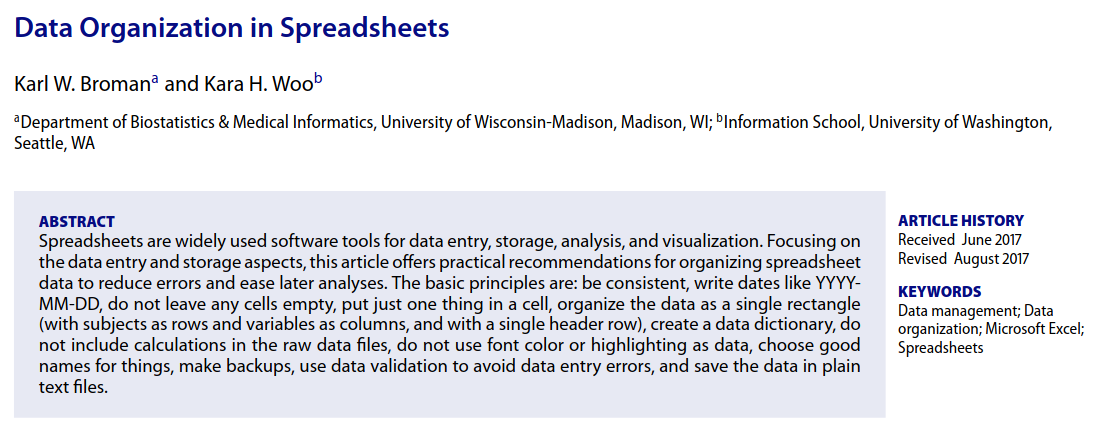 Data Organization in Spreadsheets
Karl W. Broman^a and Kara H. Woo^b
^aDepartment of Biostatistics & Medical Informatics, University of Wisconsin-Madison, Madison, WI; ^bInformation School, University of Washington,
Seattle, WA
ABSTRACT
Spreadsheets are widely used software tools for data entry, storage, analysis, and visualization. Focusing on
the data entry and storage aspects, this article offers practical recommendations for organizing spreadsheet
data to reduce errors and ease later analyses. The basic principles are: be consistent, write dates like YYYY-
MM-DD, do not leave any cells empty, put just one thing in a cell, organize the data as a single rectangle
(with subjects as rows and variables as columns, and with a single header row), create a data dictionary, do
not include calculations in the raw data files, do not use font color or highlighting as data, choose good
names for things, make backups, use data validation to avoid data entry errors, and save the data in plain
text files.
ARTICLE HISTORY
Received June 2017
Revised August 2017
KEYWORDS
Data management; Data
organization; Microsoft Excel;
Spreadsheets